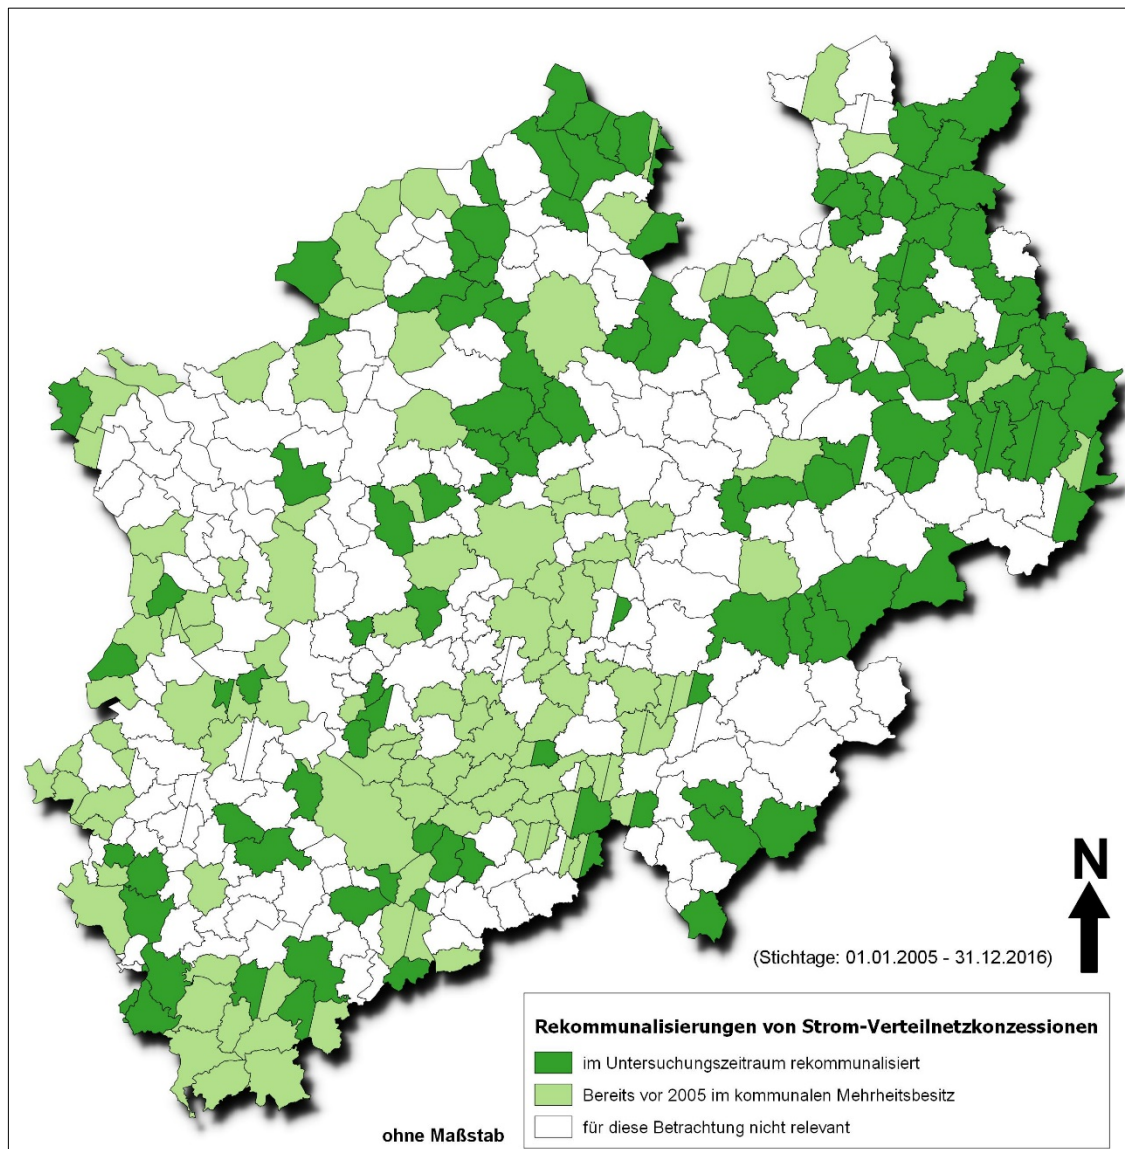 N
(Stichtage: 01.01.2005 - 31.12.2016)
Rekommunalisierungen von Strom-Verteilnetzkonzessionen
im Untersuchungszeitraum rekommunalisiert
Bereits vor 2005 im kommunalen Mehrheitsbesitz
für diese Betrachtung nicht relevant
ohne Maßstab